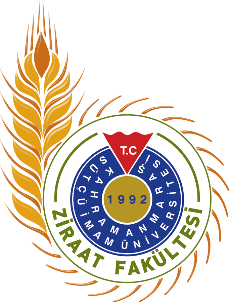 T.C
KAHRAMANMARAŞ
SÜTÇÜ İMAM ÜNİVERSİTESİ
1992
ZİRAAT FAKÜLTESİ